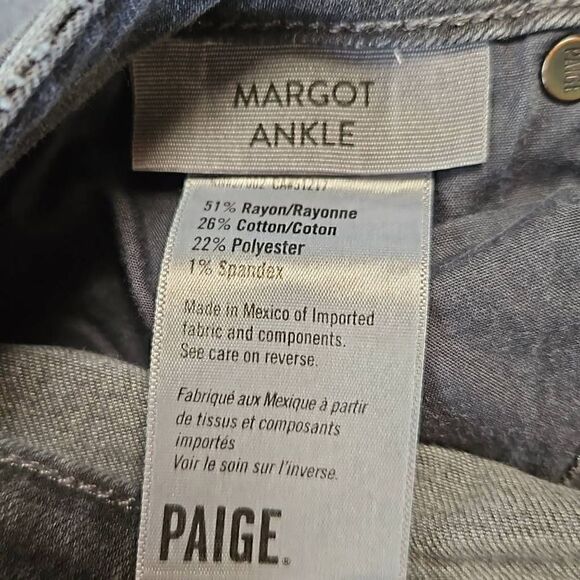 MARGOT
ANKLE
CA#31217
51% Rayon/Rayonne
26% Cotton/Coton
22% Polyester
1% Spandex
Made in Mexico of Imported
fabric and components.
See care on reverse.
Fabriqué aux Mexique à partir
de tissus et composants
importés
Voir le soin sur l'inverse.
PAIGE®